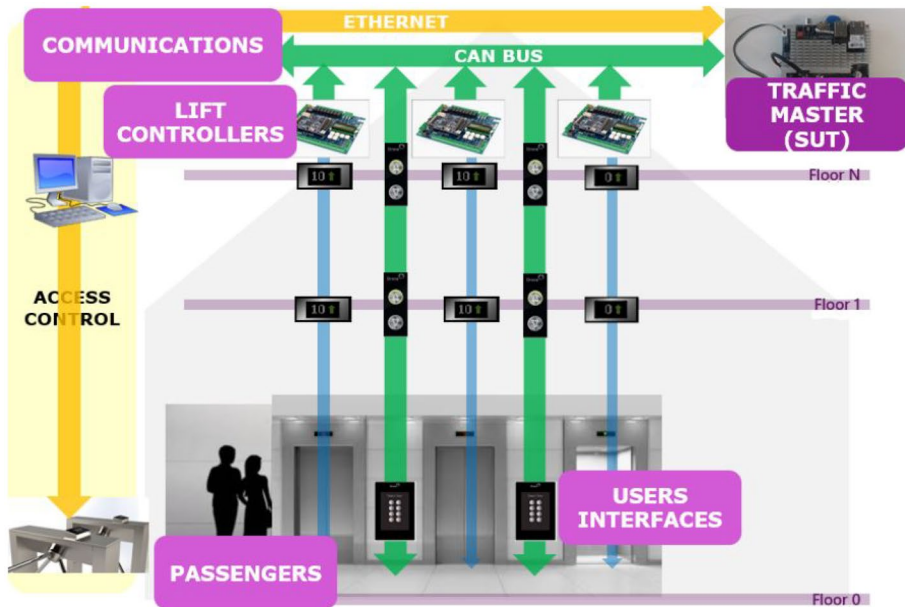 ETHERNET
COMMUNICATIONS
CAN BUS
LIFT
CONTROLLERS
TRAFFIC
MASTER
(SUT)
10
10
0
Floor N
ACCESS
CONTROL
10
10
0
Floor 1
USERS
INTERFACES
PASSENGERS
Floor 0